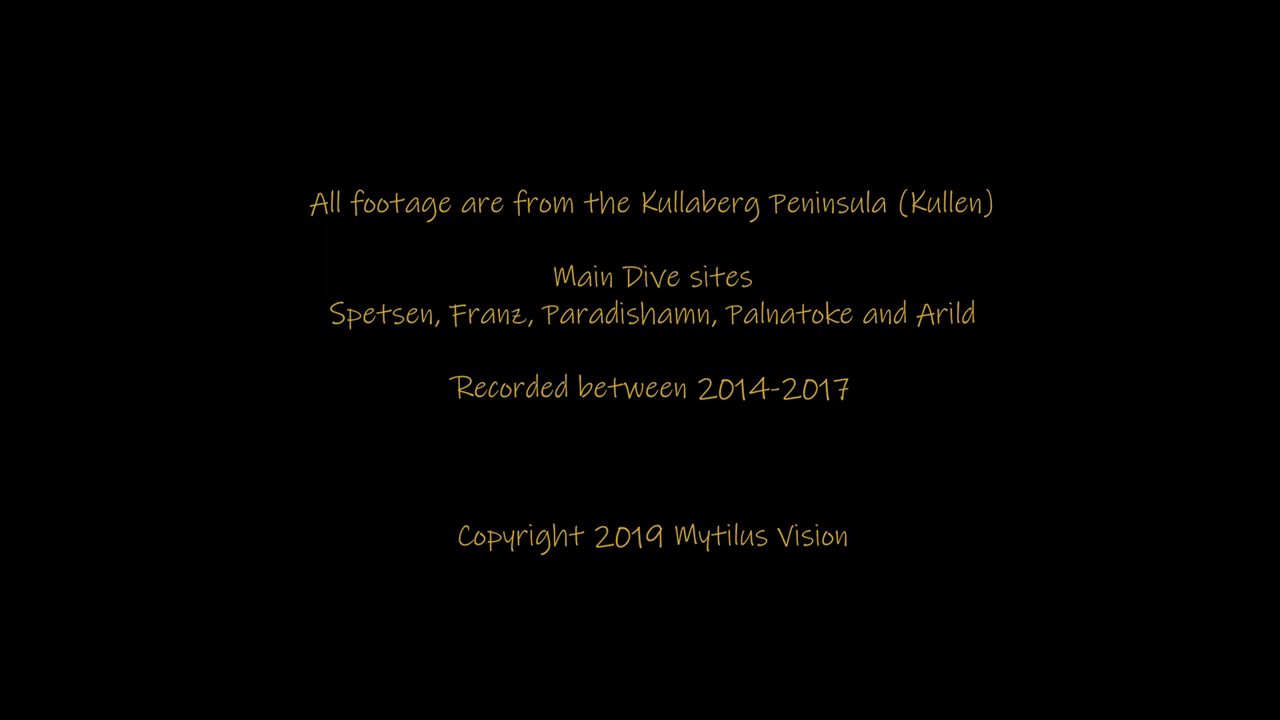 All footage are from the Kullaberg Peninsula (Kullen)
Main Dive sites
Spetsen, Franz, Paradishamn, Palnatoke and Arild
Recorded between 2014-2017
Copyright 2019 Mytilus Vision